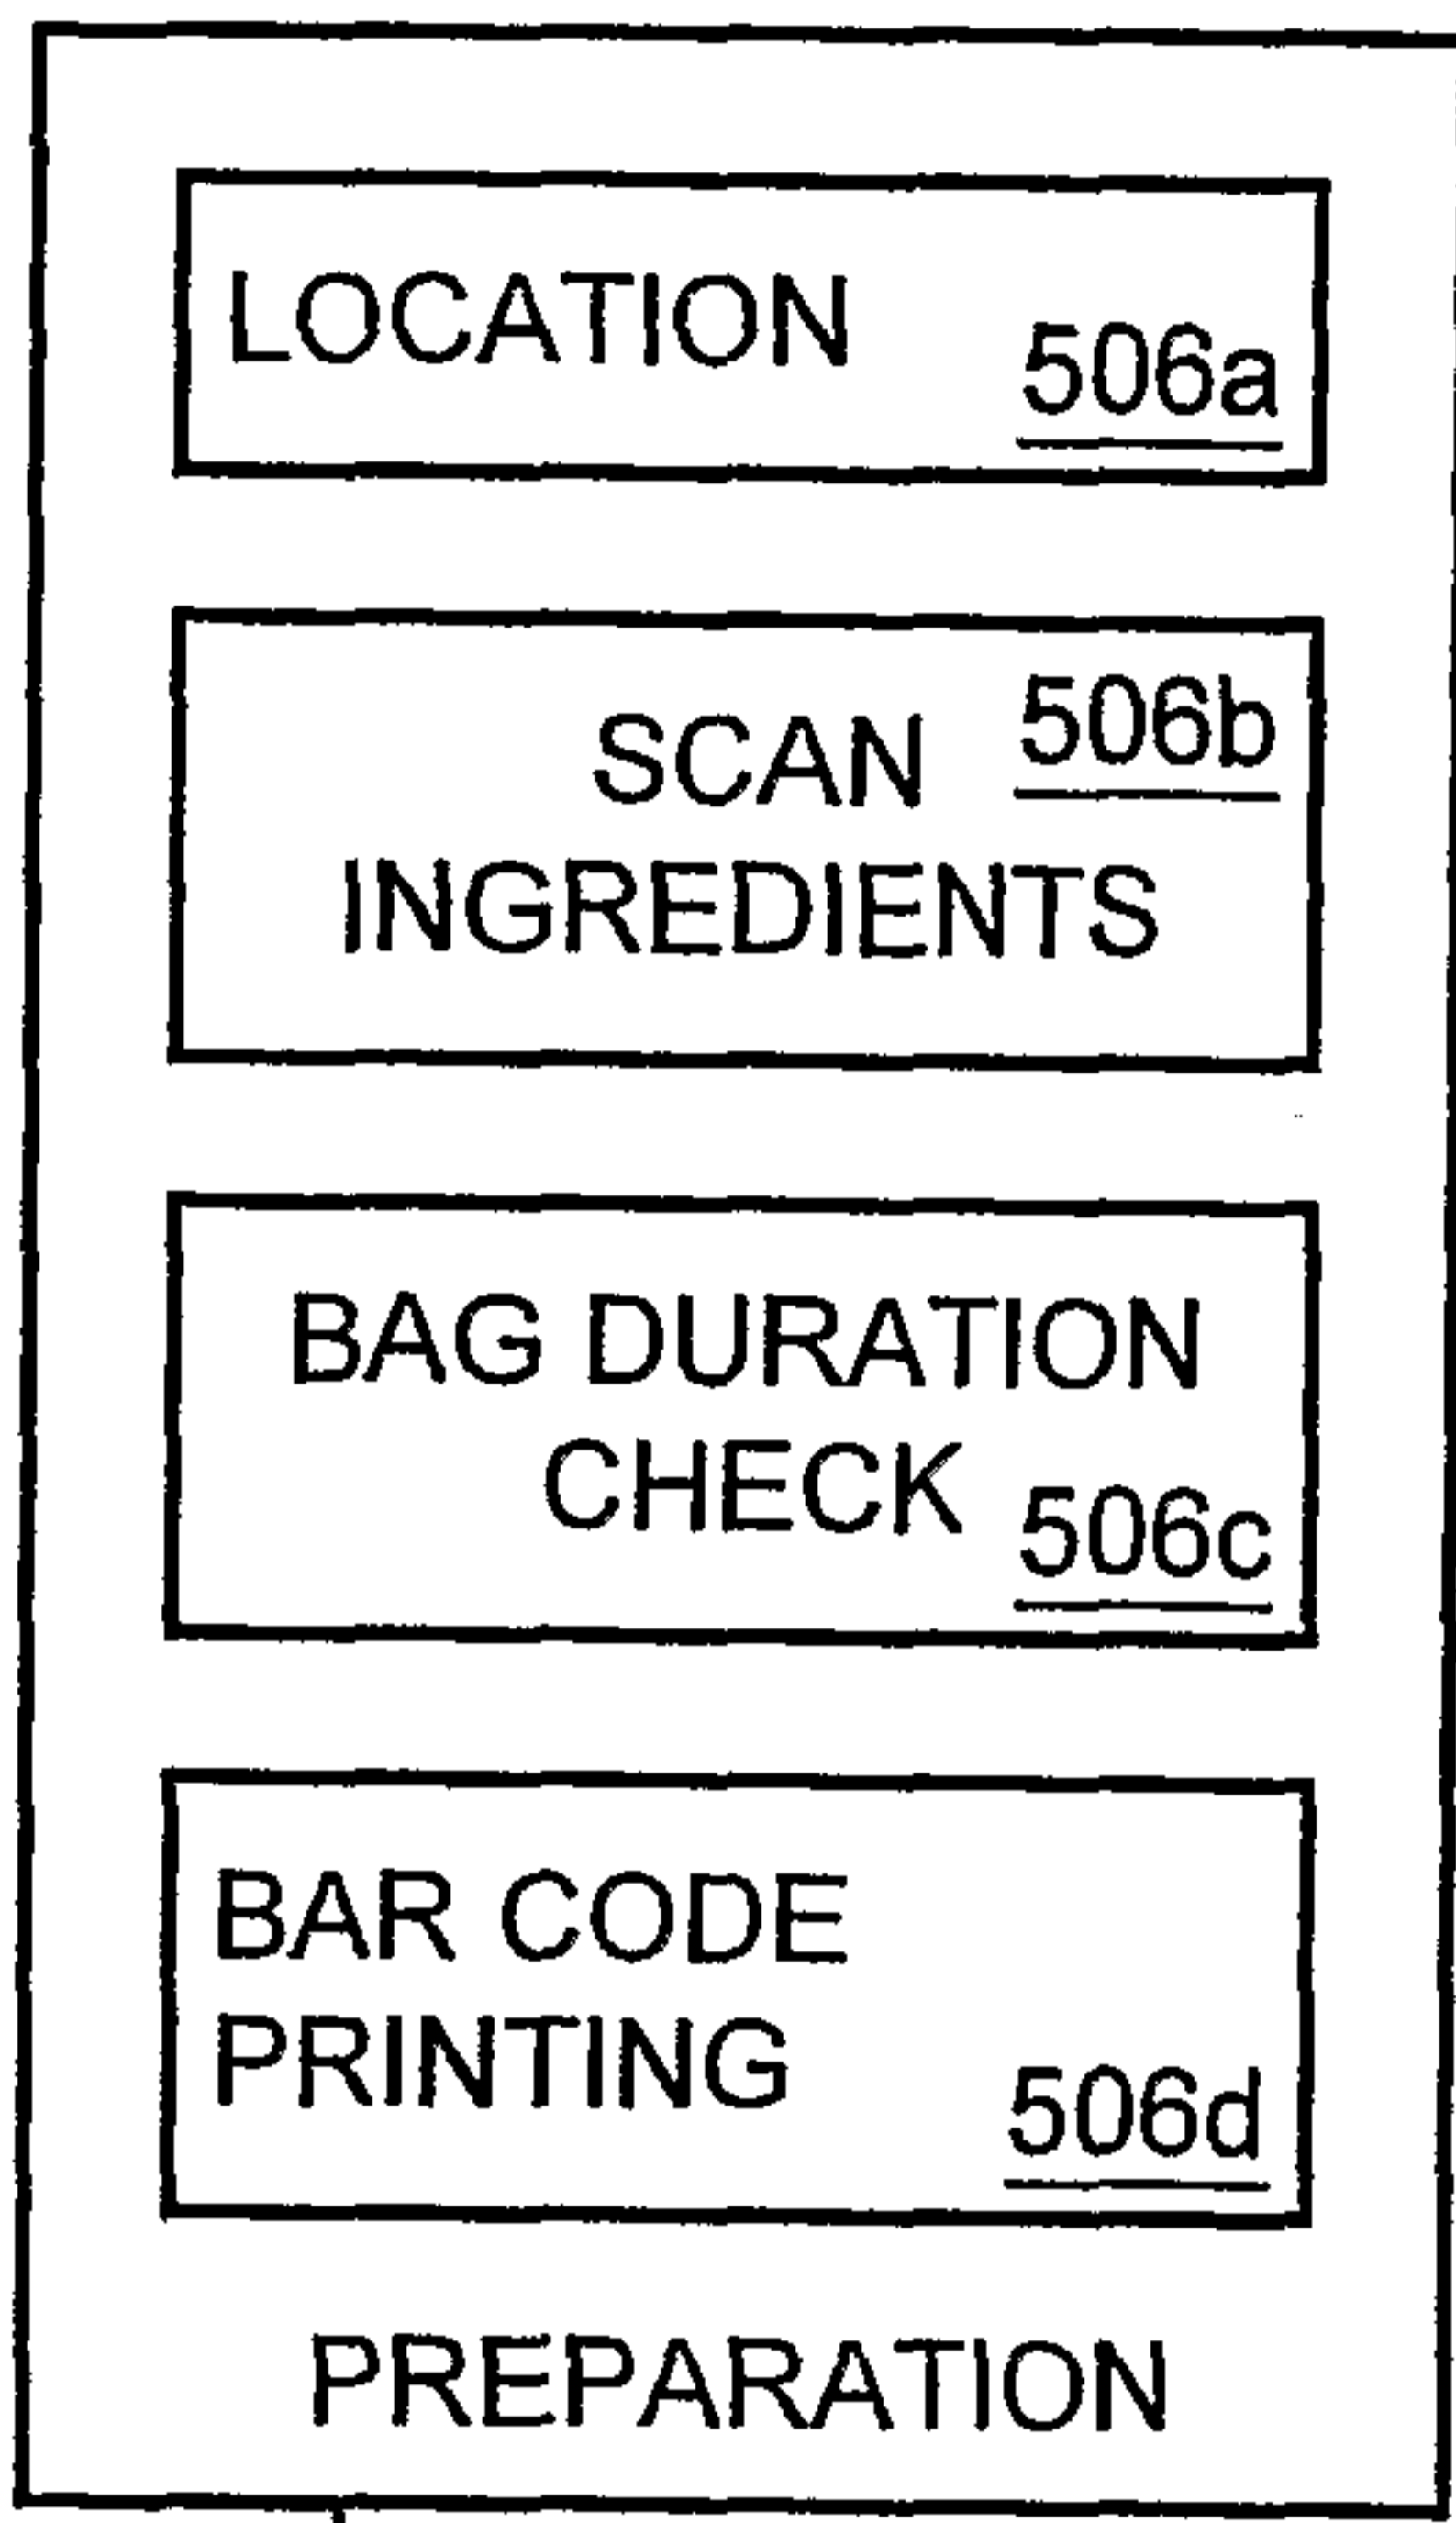 LOCATION
506a
SCAN 506b
INGREDIENTS
BAG DURATION
CHECK 506c
BAR CODE
PRINTING
506d
PREPARATION